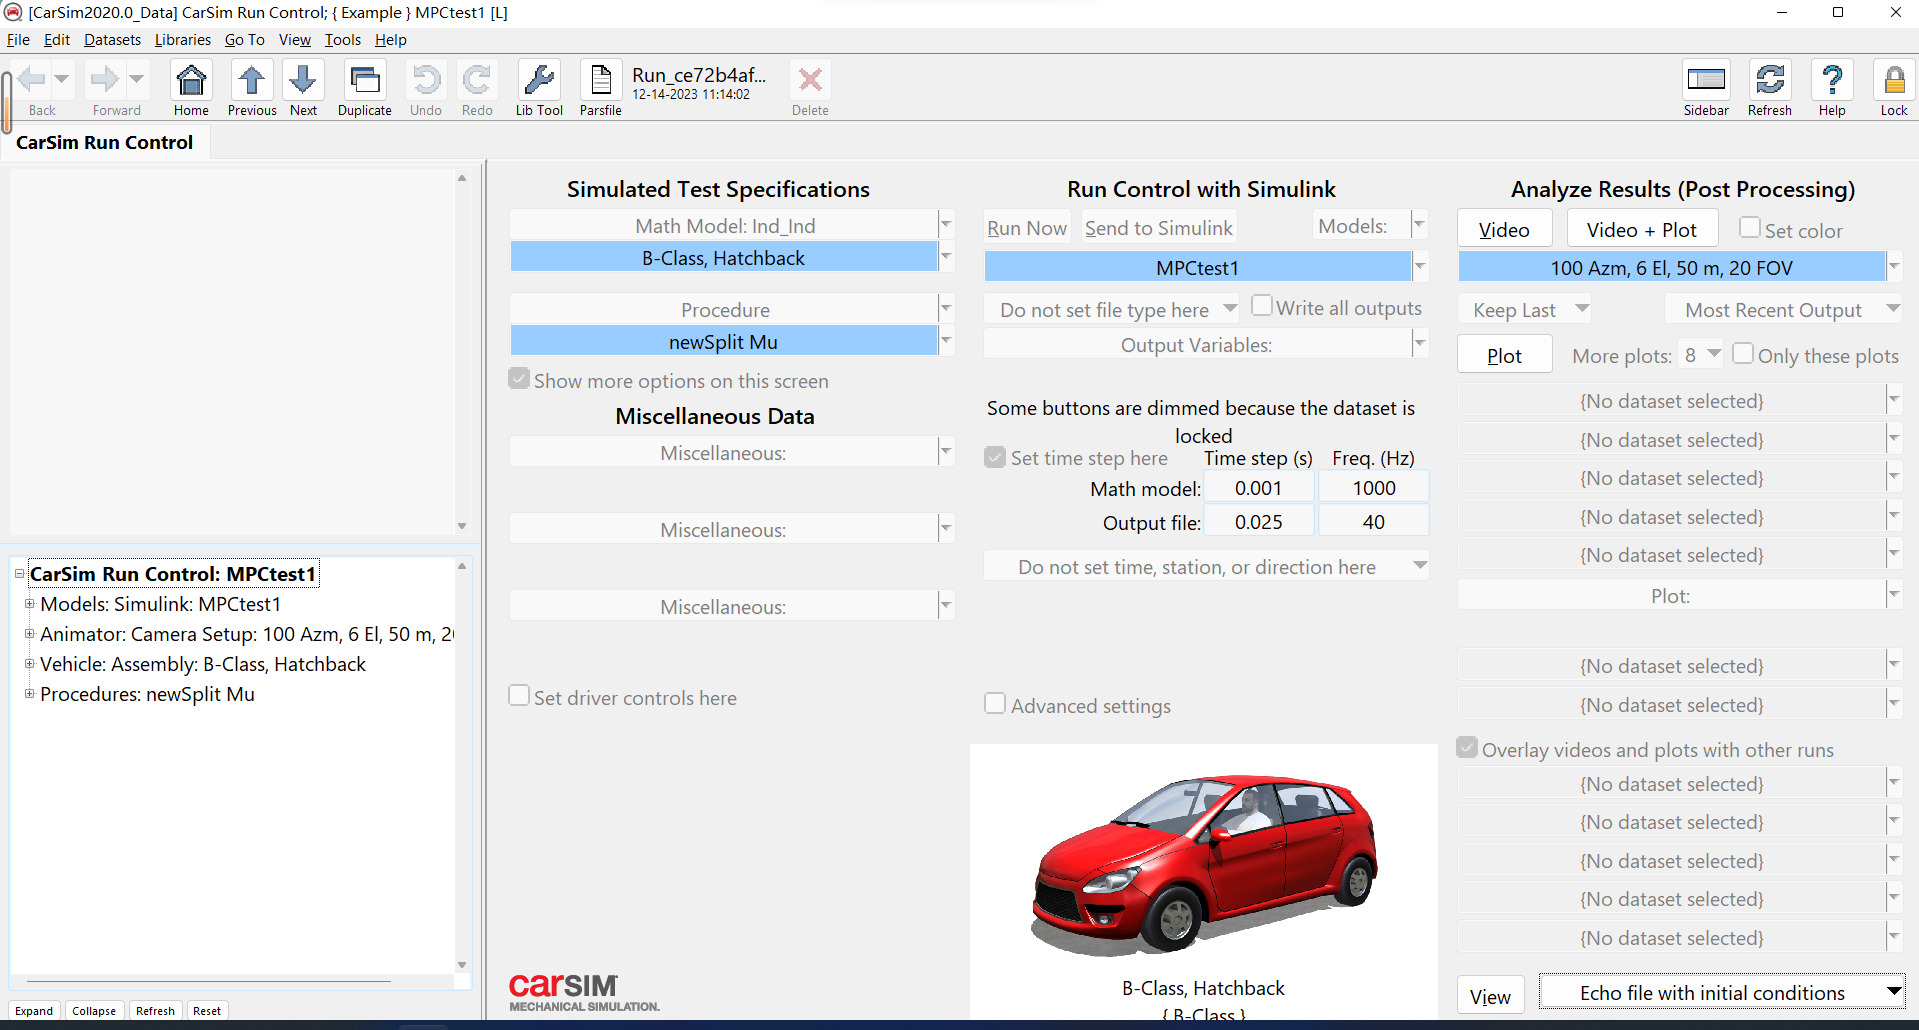 [CarSim2020.0_Data] CarSim Run Control; { Example } MPCtest1 [L]
File Edit Datasets Libraries Go To View Tools Help
Back Forward Home Previous Next Duplicate Undo Redo Lib Tool Parsfile
Run_ce72b4af...
12-14-2023 11:14:02
Delete Sidebar Refresh Help Lock
CarSim Run Control
CarSim Run Control: MPCtest1
Models: Simulink: MPCtest1
Animator: Camera Setup: 100 Azm, 6 El, 50 m, 2
Vehicle: Assembly: B-Class, Hatchback
Procedures: newSplit Mu
Expand Collapse Refresh Reset
Simulated Test Specifications
Math Model: Ind_Ind
B-Class, Hatchback
Procedure
newSplit Mu
Show more options on this screen
Miscellaneous Data
Miscellaneous:
Miscellaneous:
Miscellaneous:
Set driver controls here
carSIM
MECHANICAL SIMULATION.
Run Control with Simulink
Run Now Send to Simulink Models:
MPCtest1
Do not set file type here Write all outputs
Output Variables:
Some buttons are dimmed because the dataset is
locked
Set time step here Time step (s) Freq. (Hz)
Math model: 0.001 1000
Output file: 0.025 40
Do not set time, station, or direction here
Advanced settings
B-Class, Hatchback
{ B-Class }
Analyze Results (Post Processing)
Video Video + Plot Set color
100 Azm, 6 El, 50 m, 20 FOV
Keep Last Most Recent Output
Plot More plots: 8 Only these plots
{No dataset selected}
{No dataset selected}
{No dataset selected}
{No dataset selected}
{No dataset selected}
Plot:
{No dataset selected}
{No dataset selected}
Overlay videos and plots with other runs
{No dataset selected}
{No dataset selected}
{No dataset selected}
{No dataset selected}
{No dataset selected}
View Echo file with initial conditions